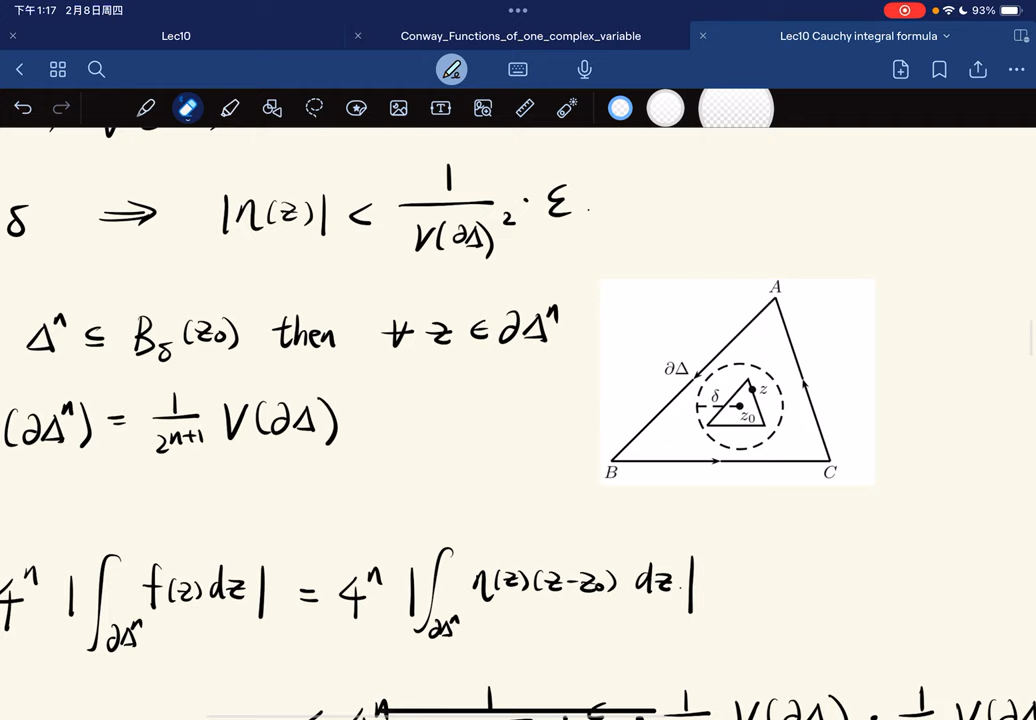 下午1:17 2月8日周四 93%
Lec10 Conway_Functions_of_one_complex_variable Lec10 Cauchy integral formula
δ ⟹ |η(z)| < 1/V(∂Δ)² · ε.
Δⁿ ⊆ B_δ(z₀) then ∀ z ∈ ∂Δⁿ
(∂Δⁿ) = 1/2ⁿ⁺¹ V(∂Δ)
A
∂Δ
δ z
z₀
B C
4ⁿ |∫_∂Δⁿ f(z)dz| = 4ⁿ |∫_∂Δⁿ η(z)(z-z₀) dz.|